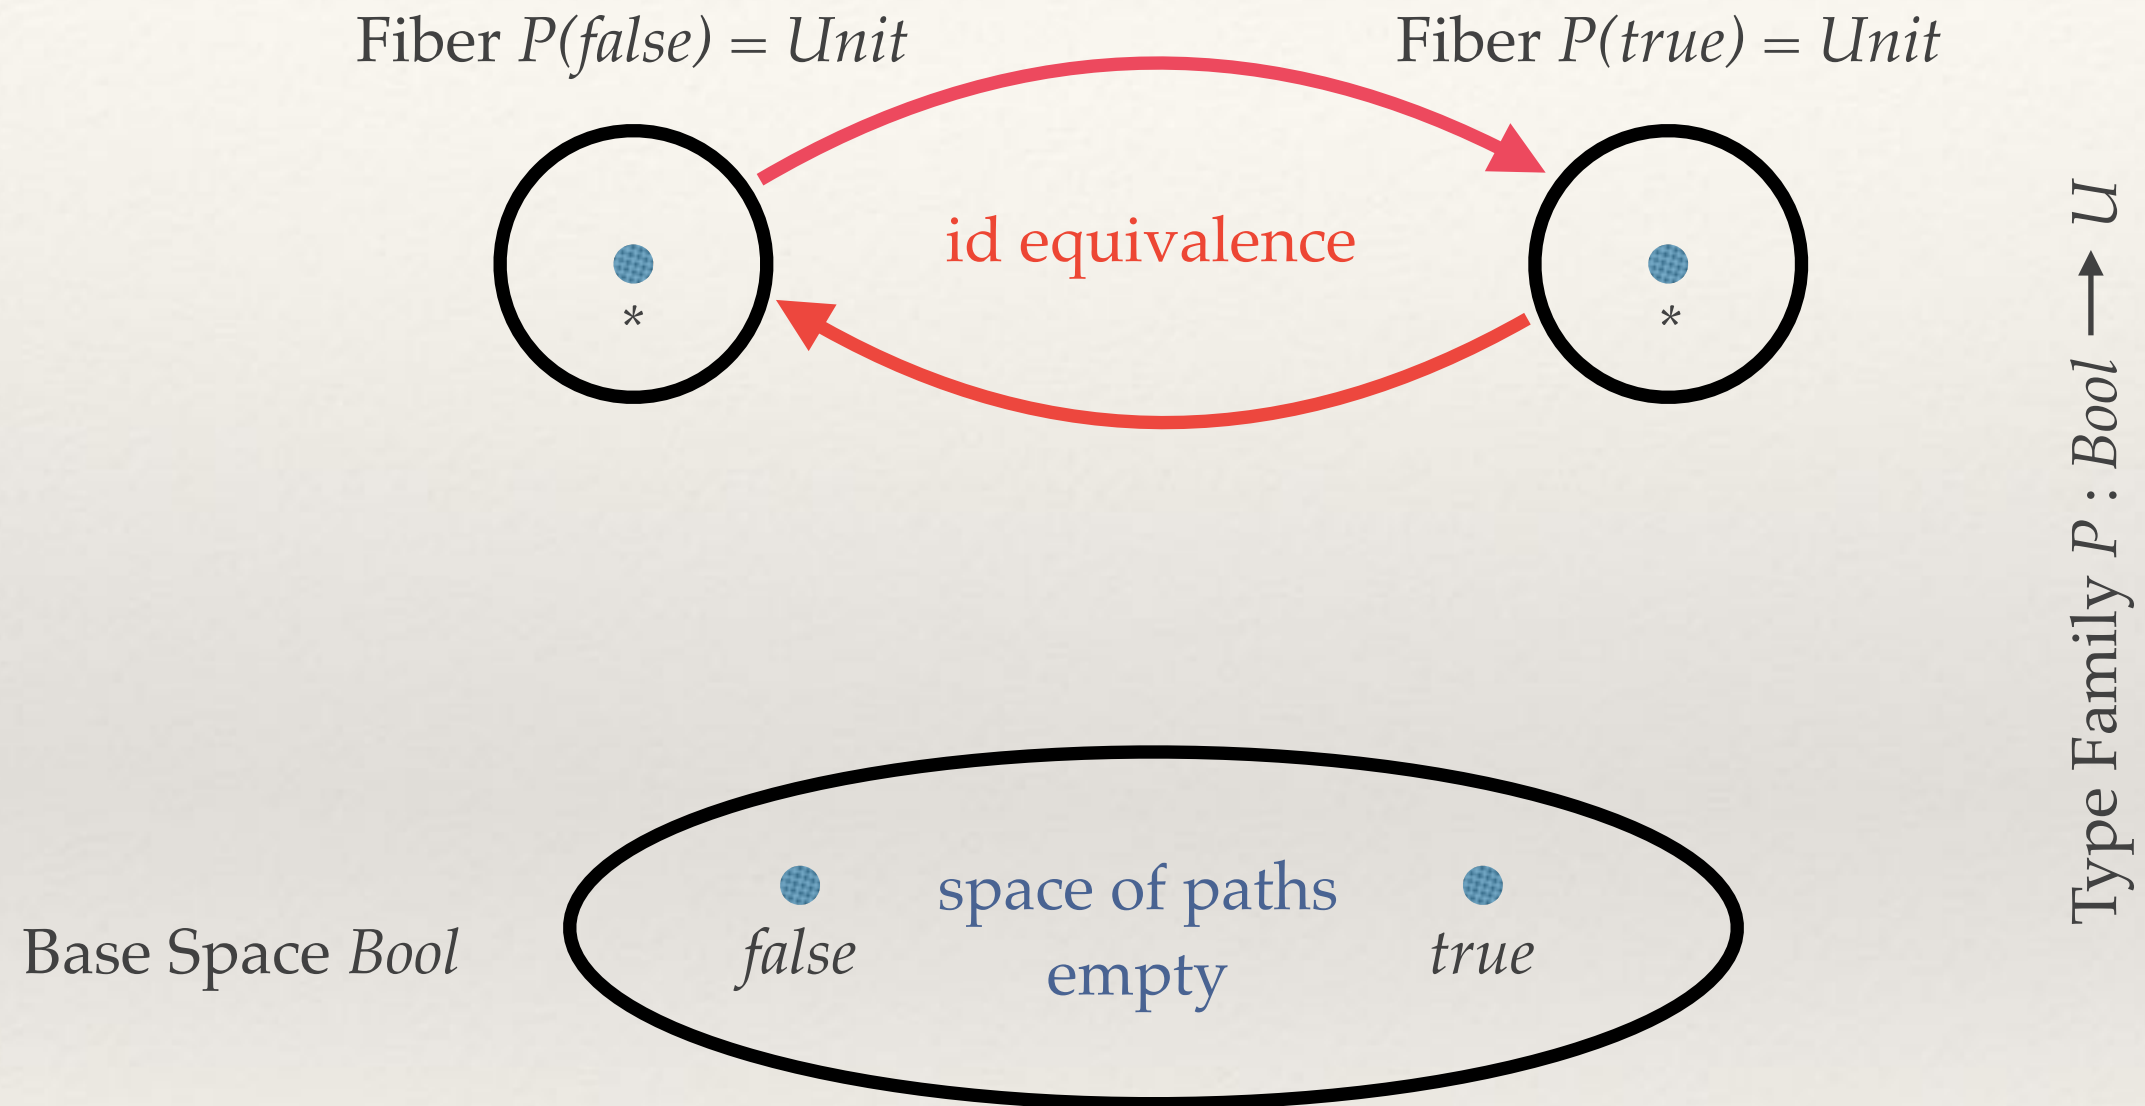 Fiber P(false) = Unit
Fiber P(true) = Unit
id equivalence
*
*
Type Family P : Bool ⟶ U
space of paths
empty
false
true
Base Space Bool